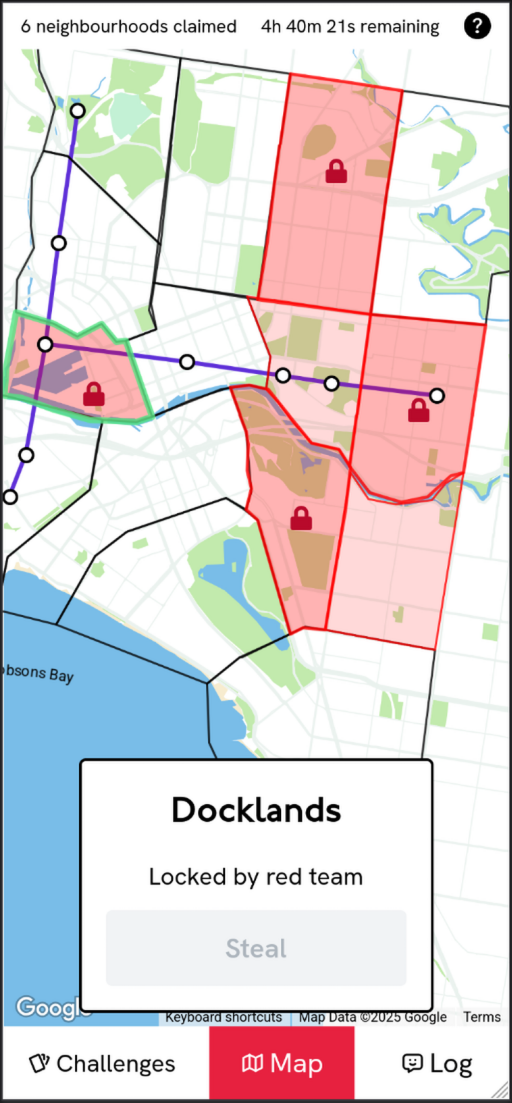 6 neighbourhoods claimed 4h 40m 21s remaining ?
obsons Bay
Docklands
Locked by red team
Steal
Google
Keyboard shortcuts Map Data ©2025 Google Terms
Challenges Map Log